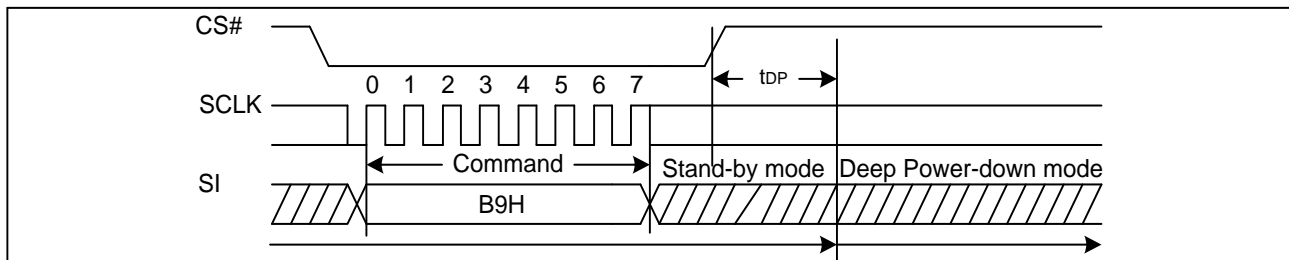 CS#
tDP
0 1 2 3 4 5 6 7
SCLK
Command
Stand-by mode Deep Power-down mode
SI
B9H